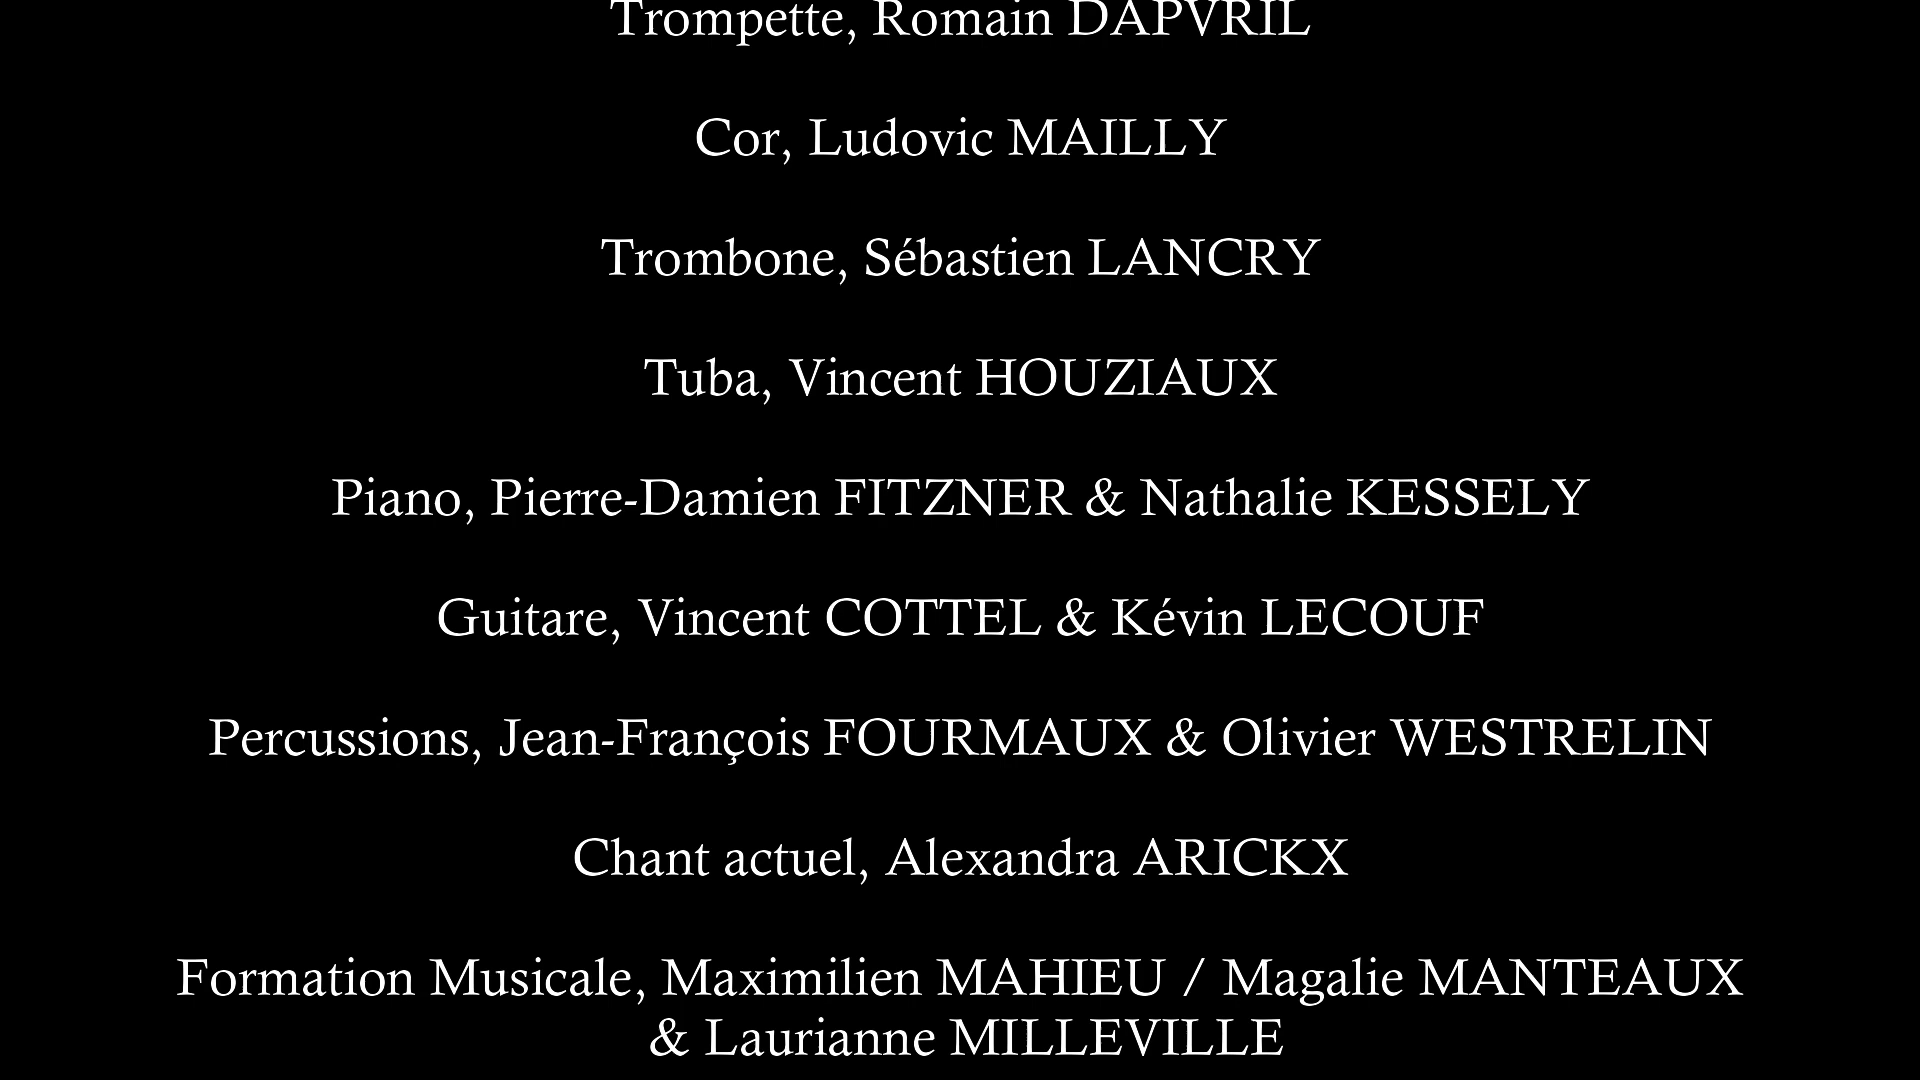 Trompette, Romain DAPVRIL
Cor, Ludovic MAILLY
Trombone, Sébastien LANCRY
Tuba, Vincent HOUZIAUX
Piano, Pierre-Damien FITZNER & Nathalie KESSELY
Guitare, Vincent COTTEL & Kévin LECOUF
Percussions, Jean-François FOURMAUX & Olivier WESTRELIN
Chant actuel, Alexandra ARICKX
Formation Musicale, Maximilien MAHIEU / Magalie MANTEAUX
& Laurianne MILLEVILLE